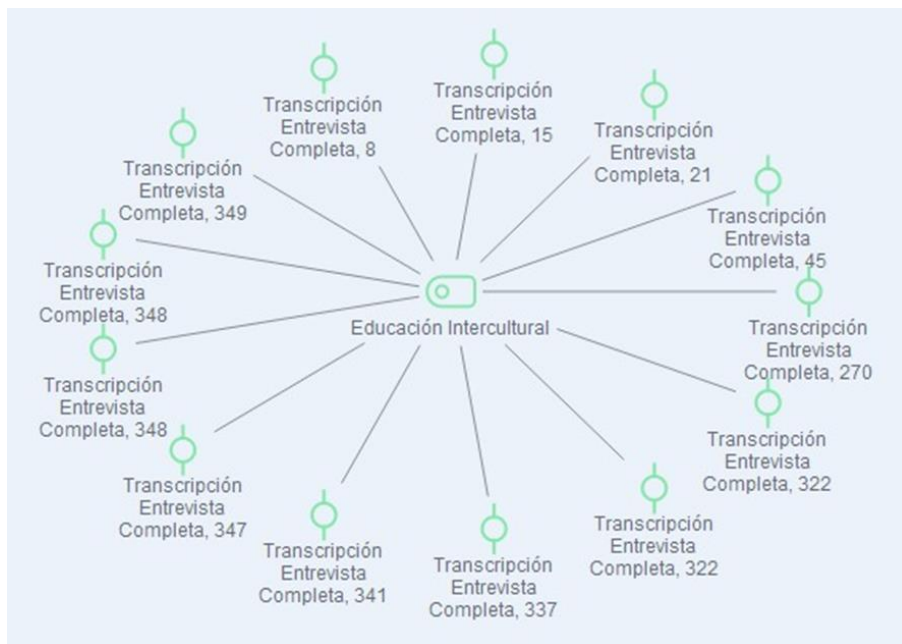 Transcripción
Entrevista
Completa, 15
Transcripción
Entrevista
Completa, 8
Transcripción
Entrevista
Completa, 21
Transcripción
Entrevista
Completa, 349
Transcripción
Entrevista
Completa, 45
Transcripción
Entrevista
Completa, 348
Educación Intercultural
Transcripción
Entrevista
Completa, 270
Transcripción
Entrevista
Completa, 348
Transcripción
Entrevista
Completa, 322
Transcripción
Entrevista
Completa, 347
Transcripción
Entrevista
Completa, 322
Transcripción
Entrevista
Completa, 341
Transcripción
Entrevista
Completa, 337